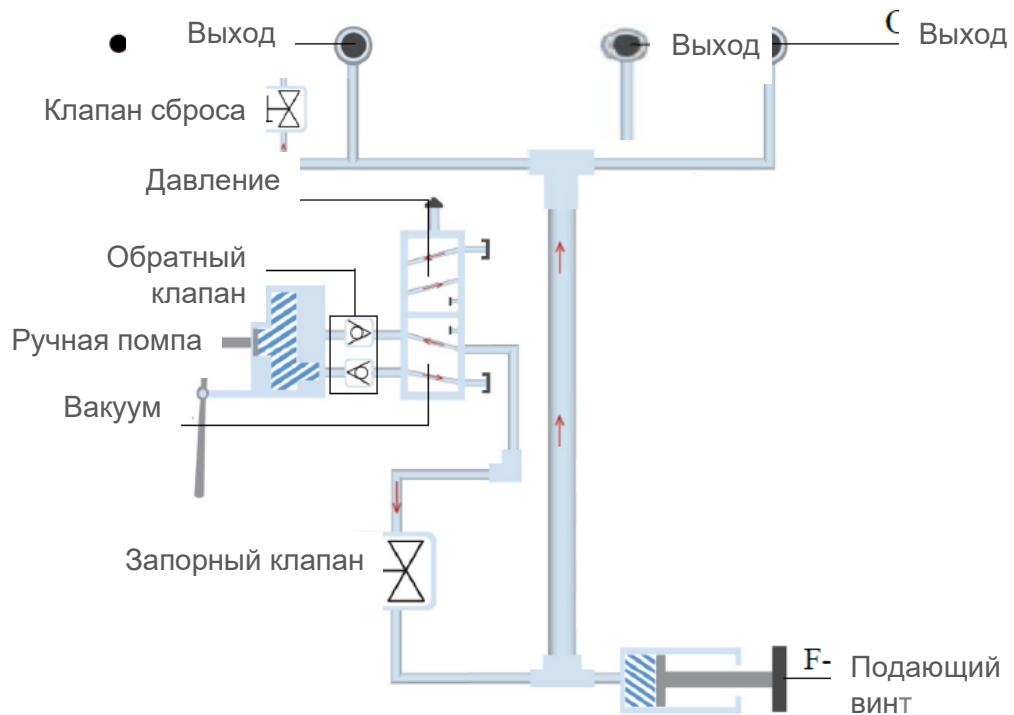 Выход
Выход
Выход
Клапан сброса
Давление
Обратный
клапан
Ручная помпа
Вакуум
Запорный клапан
F-
Подающий
винт